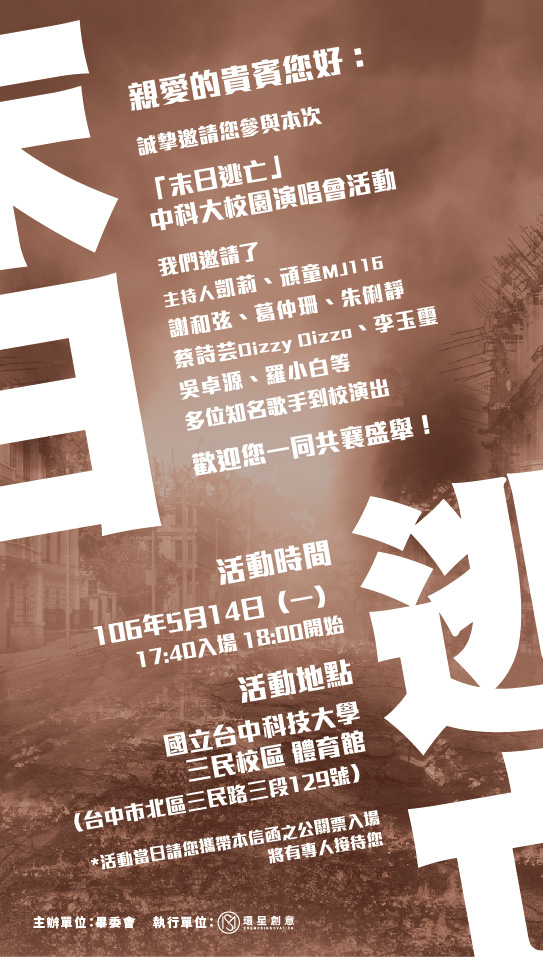 末日
逃亡
親愛的貴賓您好：
誠摯邀請您參與本次
「末日逃亡」
中科大校園演唱會活動
我們邀請了
主持人凱莉、頑童MJ116
謝和弦、葛仲珊、朱俐靜
蔡詩芸Dizzy Dizzo、李玉璽
吳卓源、羅小白等
多位知名歌手到校演出
歡迎您一同共襄盛舉！
活動時間
106年5月14日（一）
17:40入場 18:00開始
活動地點
國立台中科技大學
三民校區 體育館
（台中市北區三民路三段129號）
*活動當日請您攜帶本信函之公關票入場
將有專人接待您
主辦單位：畢委會 執行單位：環星創意